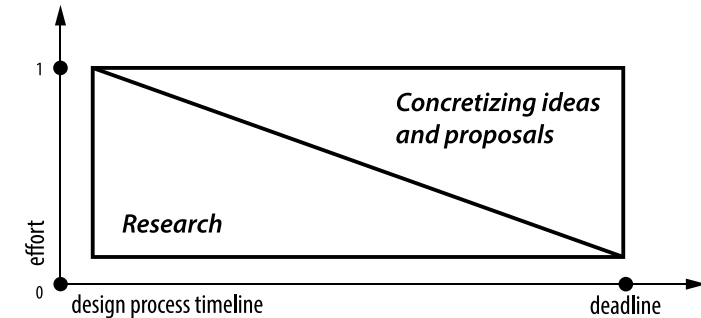 1
Concretizing ideas
and proposals
Research
effort
0
design process timeline
deadline